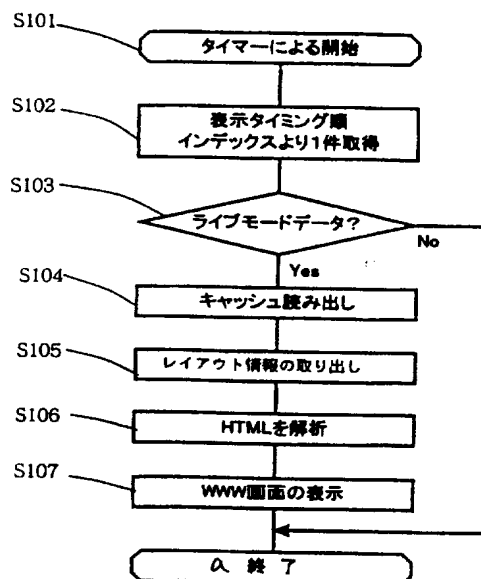 S101
タイマーによる開始
S102
表示タイミング順
インデックスより1件取得
S103
ライブモードデータ?
No
Yes
S104
キャッシュ読み出し
S105
レイアウト情報の取り出し
S106
HTMLを解析
S107
WWW画面の表示
a 終了